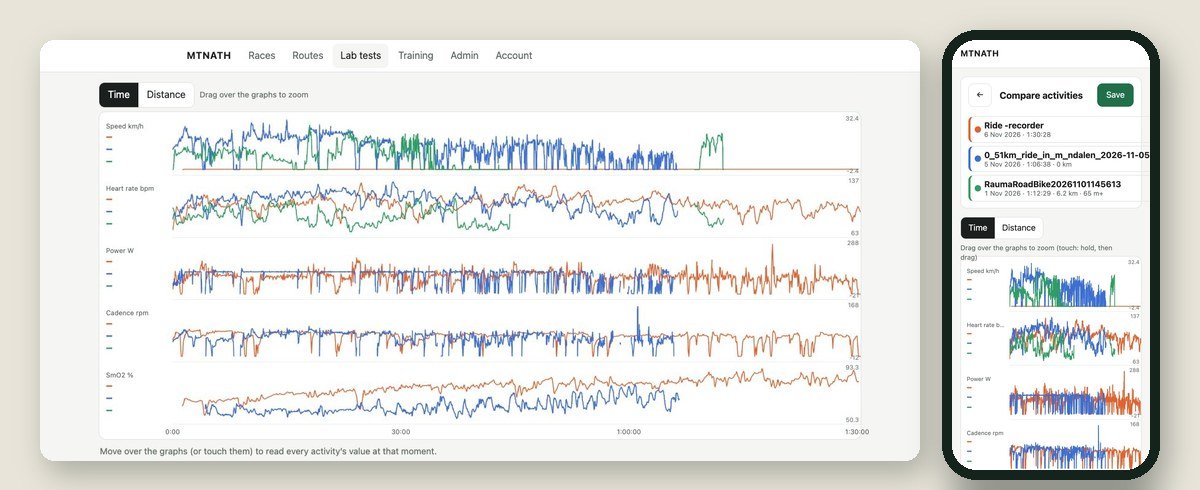 MTNATH Races Routes Lab tests Training Admin Account
Time Distance Drag over the graphs to zoom
Speed km/h
32.4
-2.4
Heart rate bpm
137
63
Power W
288
-21
Cadence rpm
168
-12
SmO2 %
93.3
50.3
0:00 30:00 1:00:00 1:30:00
Move over the graphs (or touch them) to read every activity's value at that moment.
MTNATH
← Compare activities Save
Ride -recorder
6 Nov 2026 · 1:30:28
0_51km_ride_in_m_ndalen_2026-11-05
5 Nov 2026 · 1:06:38 · 0 km
RaumaRoadBike20261101145613
1 Nov 2026 · 1:12:29 · 6.2 km · 65 m+
Time Distance
Drag over the graphs to zoom (touch: hold, then
drag)
Speed km/h
32.4
-2.4
Heart rate b...
137
63
Power W
288
-21
Cadence rpm
168